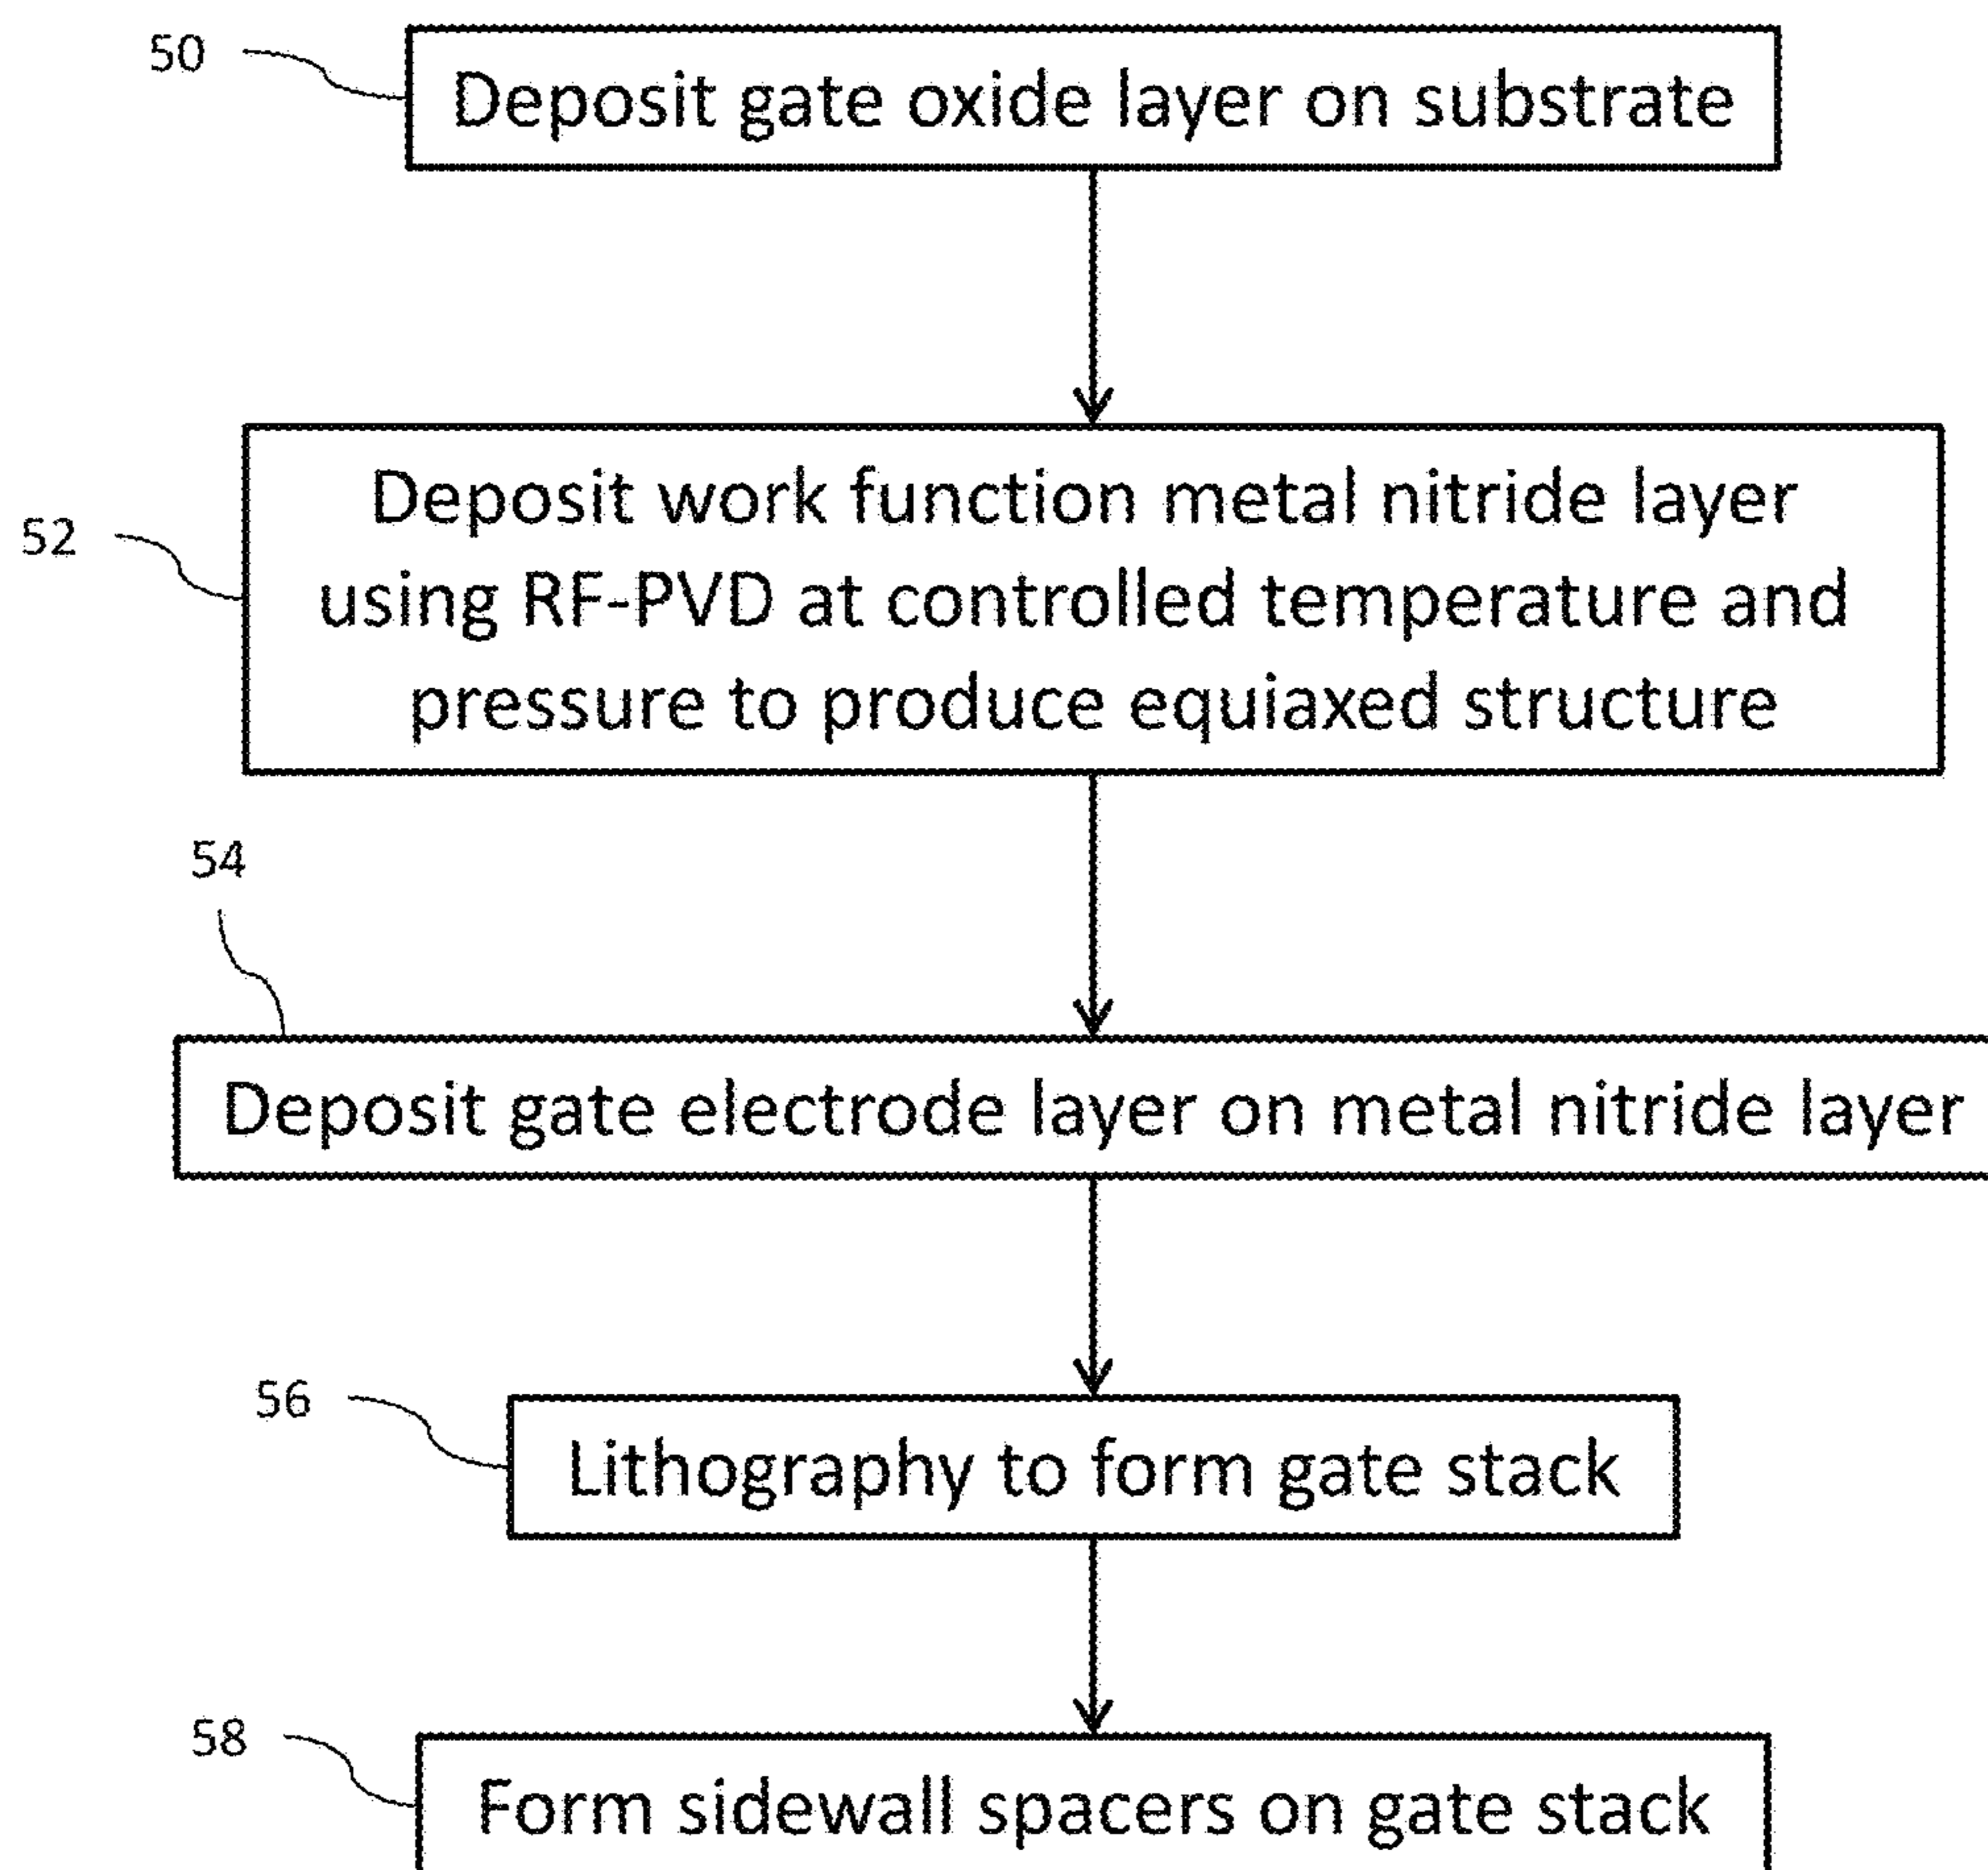 50
Deposit gate oxide layer on substrate
52
Deposit work function metal nitride layer
using RF-PVD at controlled temperature and
pressure to produce equiaxed structure
54
Deposit gate electrode layer on metal nitride layer
56
Lithography to form gate stack
58
Form sidewall spacers on gate stack